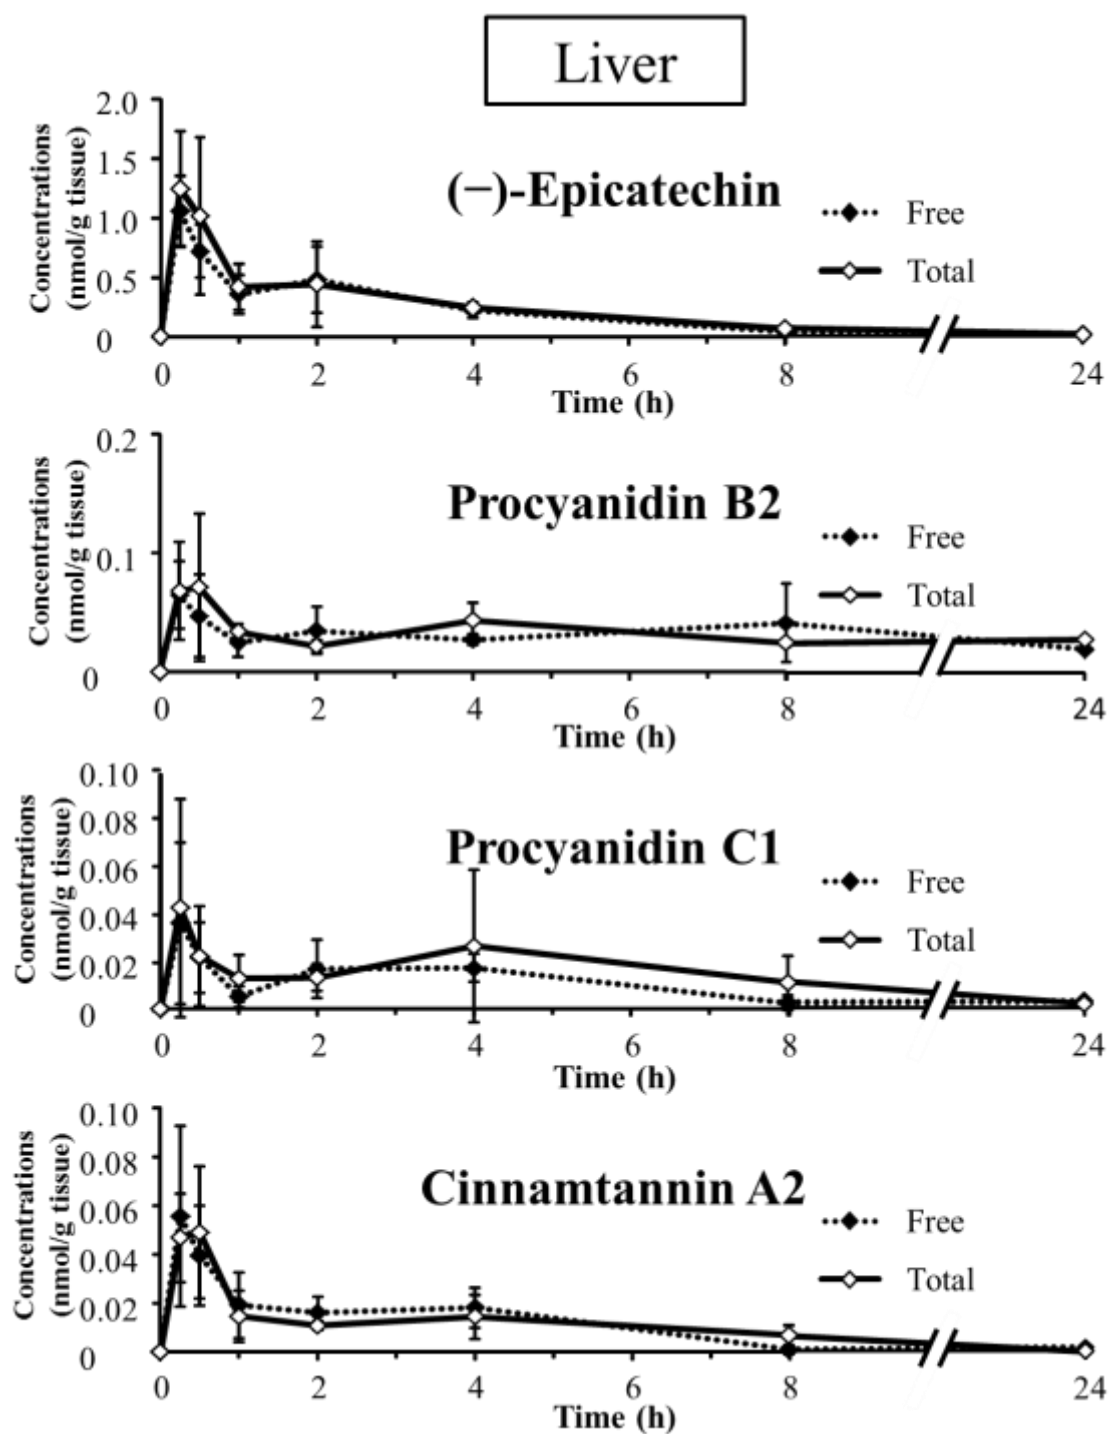 Liver
Concentrations
(nmol/g tissue)
2.0
1.5
1.0
0.5
0
(−)-Epicatechin
Free
Total
0 2 4 6 8 24
Time (h)
Concentrations
(nmol/g tissue)
0.2
0.1
0
Procyanidin B2
Free
Total
0 2 4 6 8 24
Time (h)
Concentrations
(nmol/g tissue)
0.10
0.08
0.06
0.04
0.02
0
Procyanidin C1
Free
Total
0 2 4 6 8 24
Time (h)
Concentrations
(nmol/g tissue)
0.10
0.08
0.06
0.04
0.02
0
Cinnamtannin A2
Free
Total
0 2 4 6 8 24
Time (h)